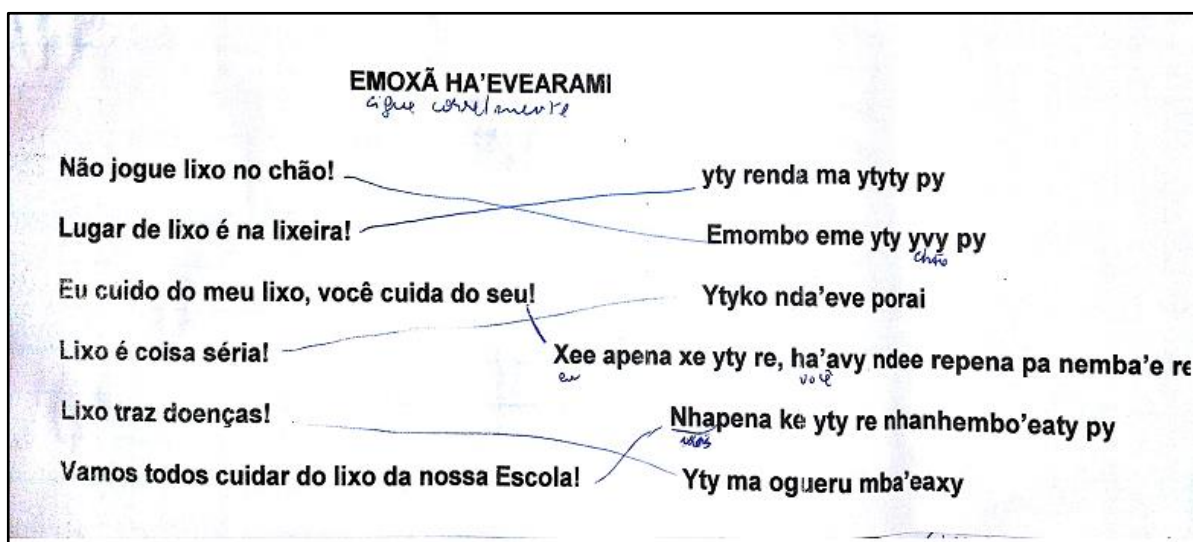 EMOXÃ HA'EVEARAMI
ligue corretamente
Não jogue lixo no chão!
yty renda ma ytyty py
Lugar de lixo é na lixeira!
Emombo eme yty yvy py
chão
Eu cuido do meu lixo, você cuida do seu!
Ytyko nda'eve porai
Lixo é coisa séria!
Xee apena xe yty re, ha'avy ndee repena pa nemba'e re
eu você
Lixo traz doenças!
Nhapena ke yty re nhanhembo'eaty py
nós
Vamos todos cuidar do lixo da nossa Escola!
Yty ma ogueru mba'eaxy